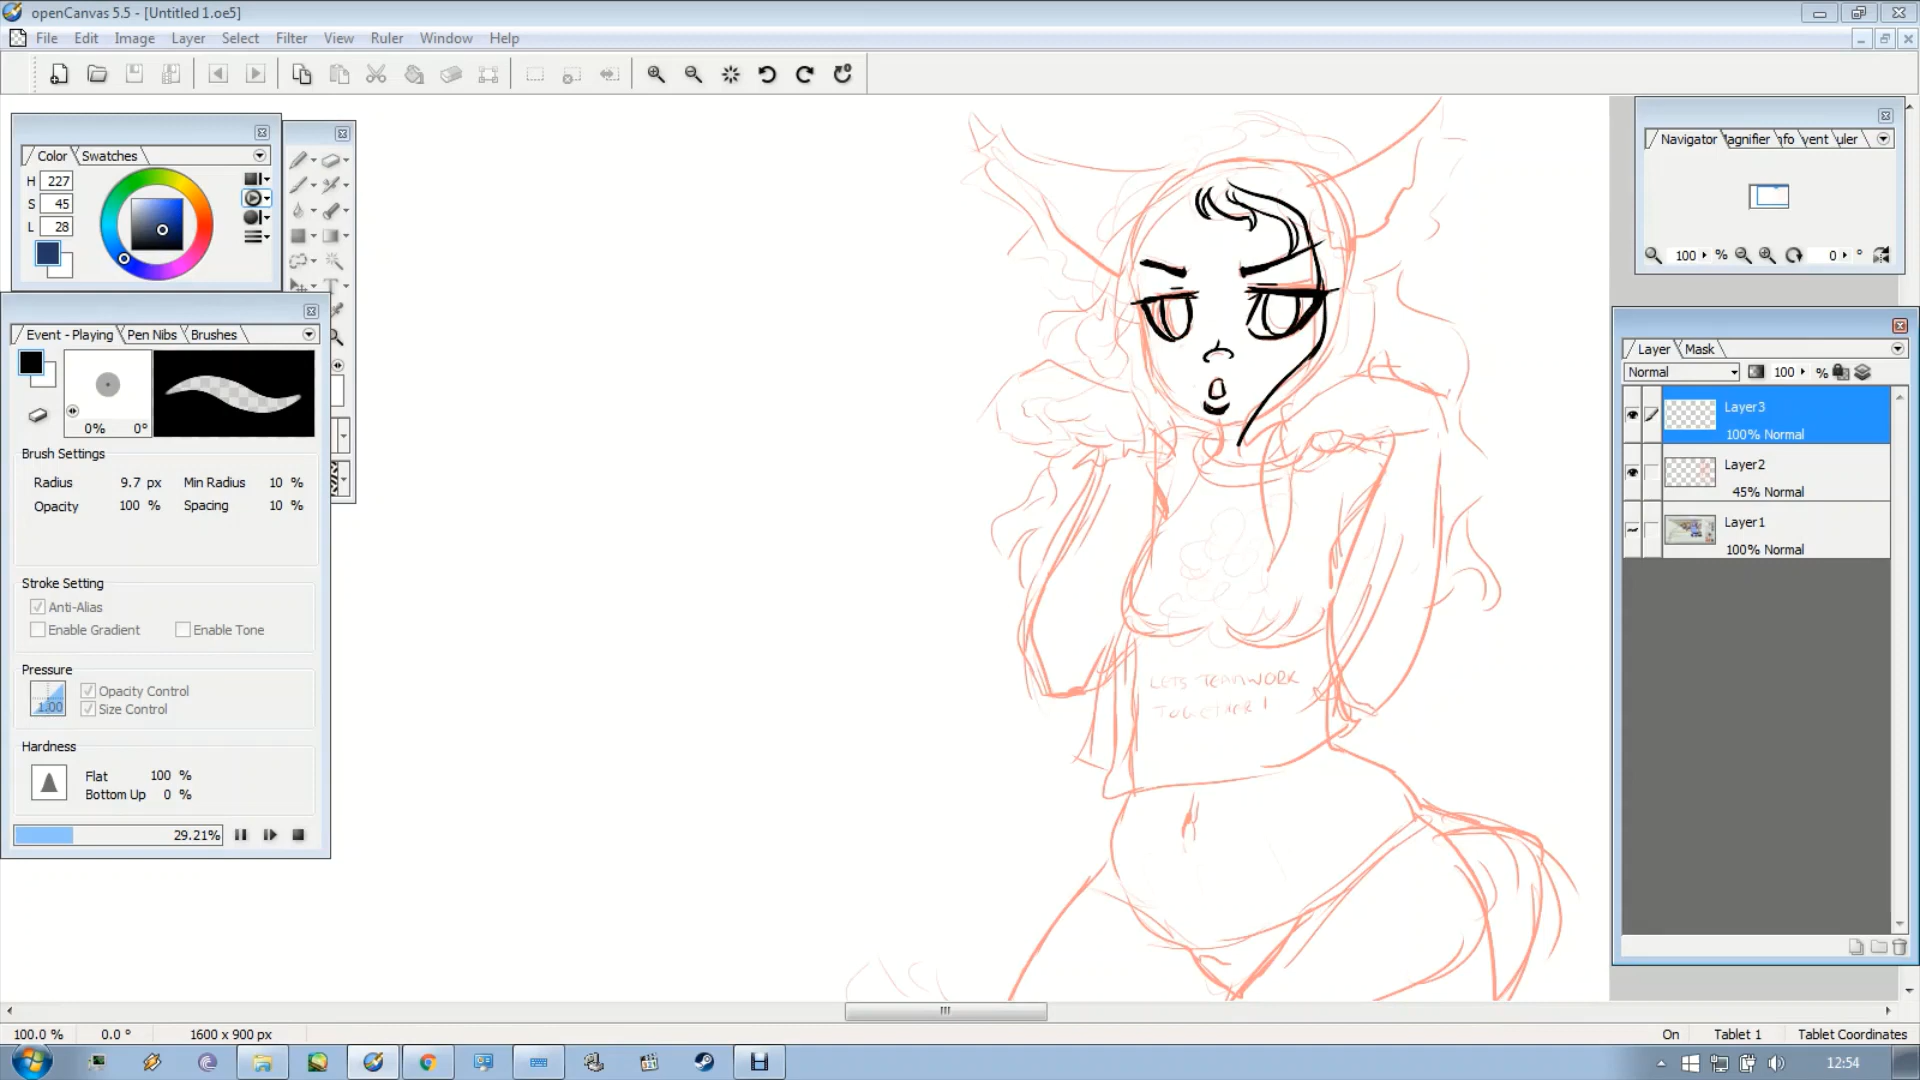 openCanvas 5.5 - [Untitled 1.oe5]
File Edit Image Layer Select Filter View Ruler Window Help
Color Swatches
H 227
S 45
L 28
Event - Playing Pen Nibs Brushes
0% 0°
Brush Settings
Radius 9.7 px Min Radius 10 %
Opacity 100 % Spacing 10 %
Stroke Setting
Anti-Alias
Enable Gradient Enable Tone
Pressure
1.00
Opacity Control
Size Control
Hardness
Flat 100 %
Bottom Up 0 %
29.21%
LETS TEAMWORK
TOGETHER !
Navigator agnifier nfo vent uler
100 % 0 °
Layer Mask
Normal 100 %
Layer3
100% Normal
Layer2
45% Normal
Layer1
100% Normal
100.0 % 0.0 ° 1600 x 900 px On Tablet 1 Tablet Coordinates
12:54